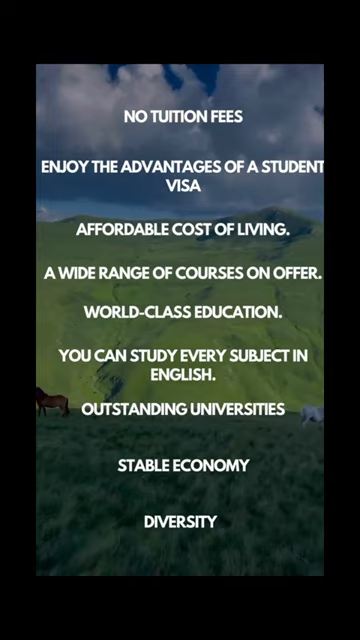 NO TUITION FEES
ENJOY THE ADVANTAGES OF A STUDENT
VISA
AFFORDABLE COST OF LIVING.
A WIDE RANGE OF COURSES ON OFFER.
WORLD-CLASS EDUCATION.
YOU CAN STUDY EVERY SUBJECT IN
ENGLISH.
OUTSTANDING UNIVERSITIES
STABLE ECONOMY
DIVERSITY